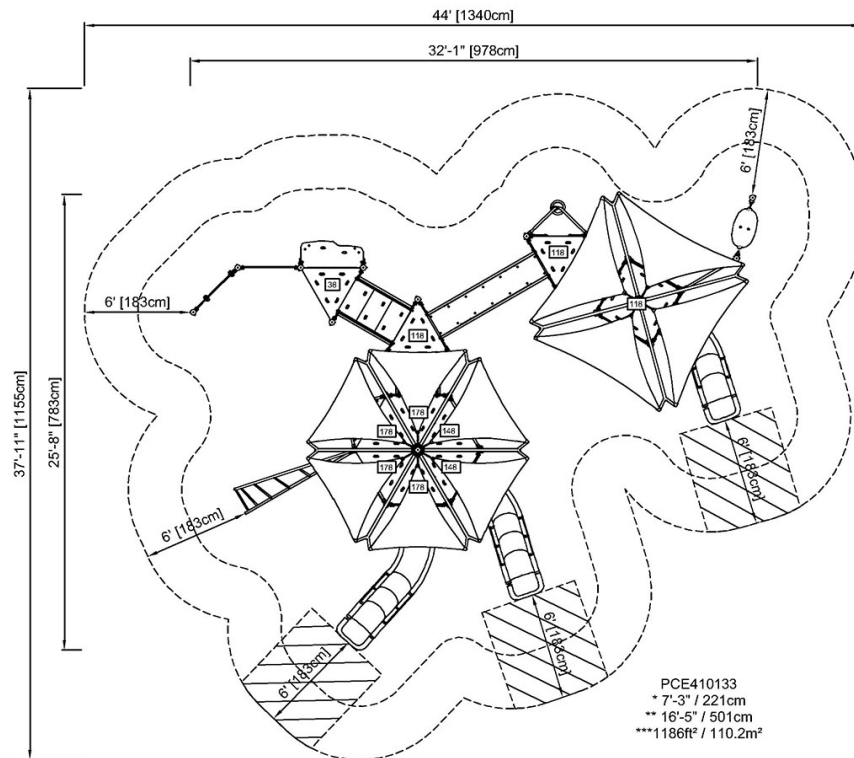 44' [1340cm]
32'-1" [978cm]
6' [183cm]
37'-11" [1155cm]
25'-8" [783cm]
118
38
118
6' [183cm]
118
178
178
148
178
148
178
6' [183cm]
6' [183cm]
6' [183cm]
6' [183cm]
PCE410133
* 7'-3" / 221cm
** 16'-5" / 501cm
***1186ft² / 110.2m²